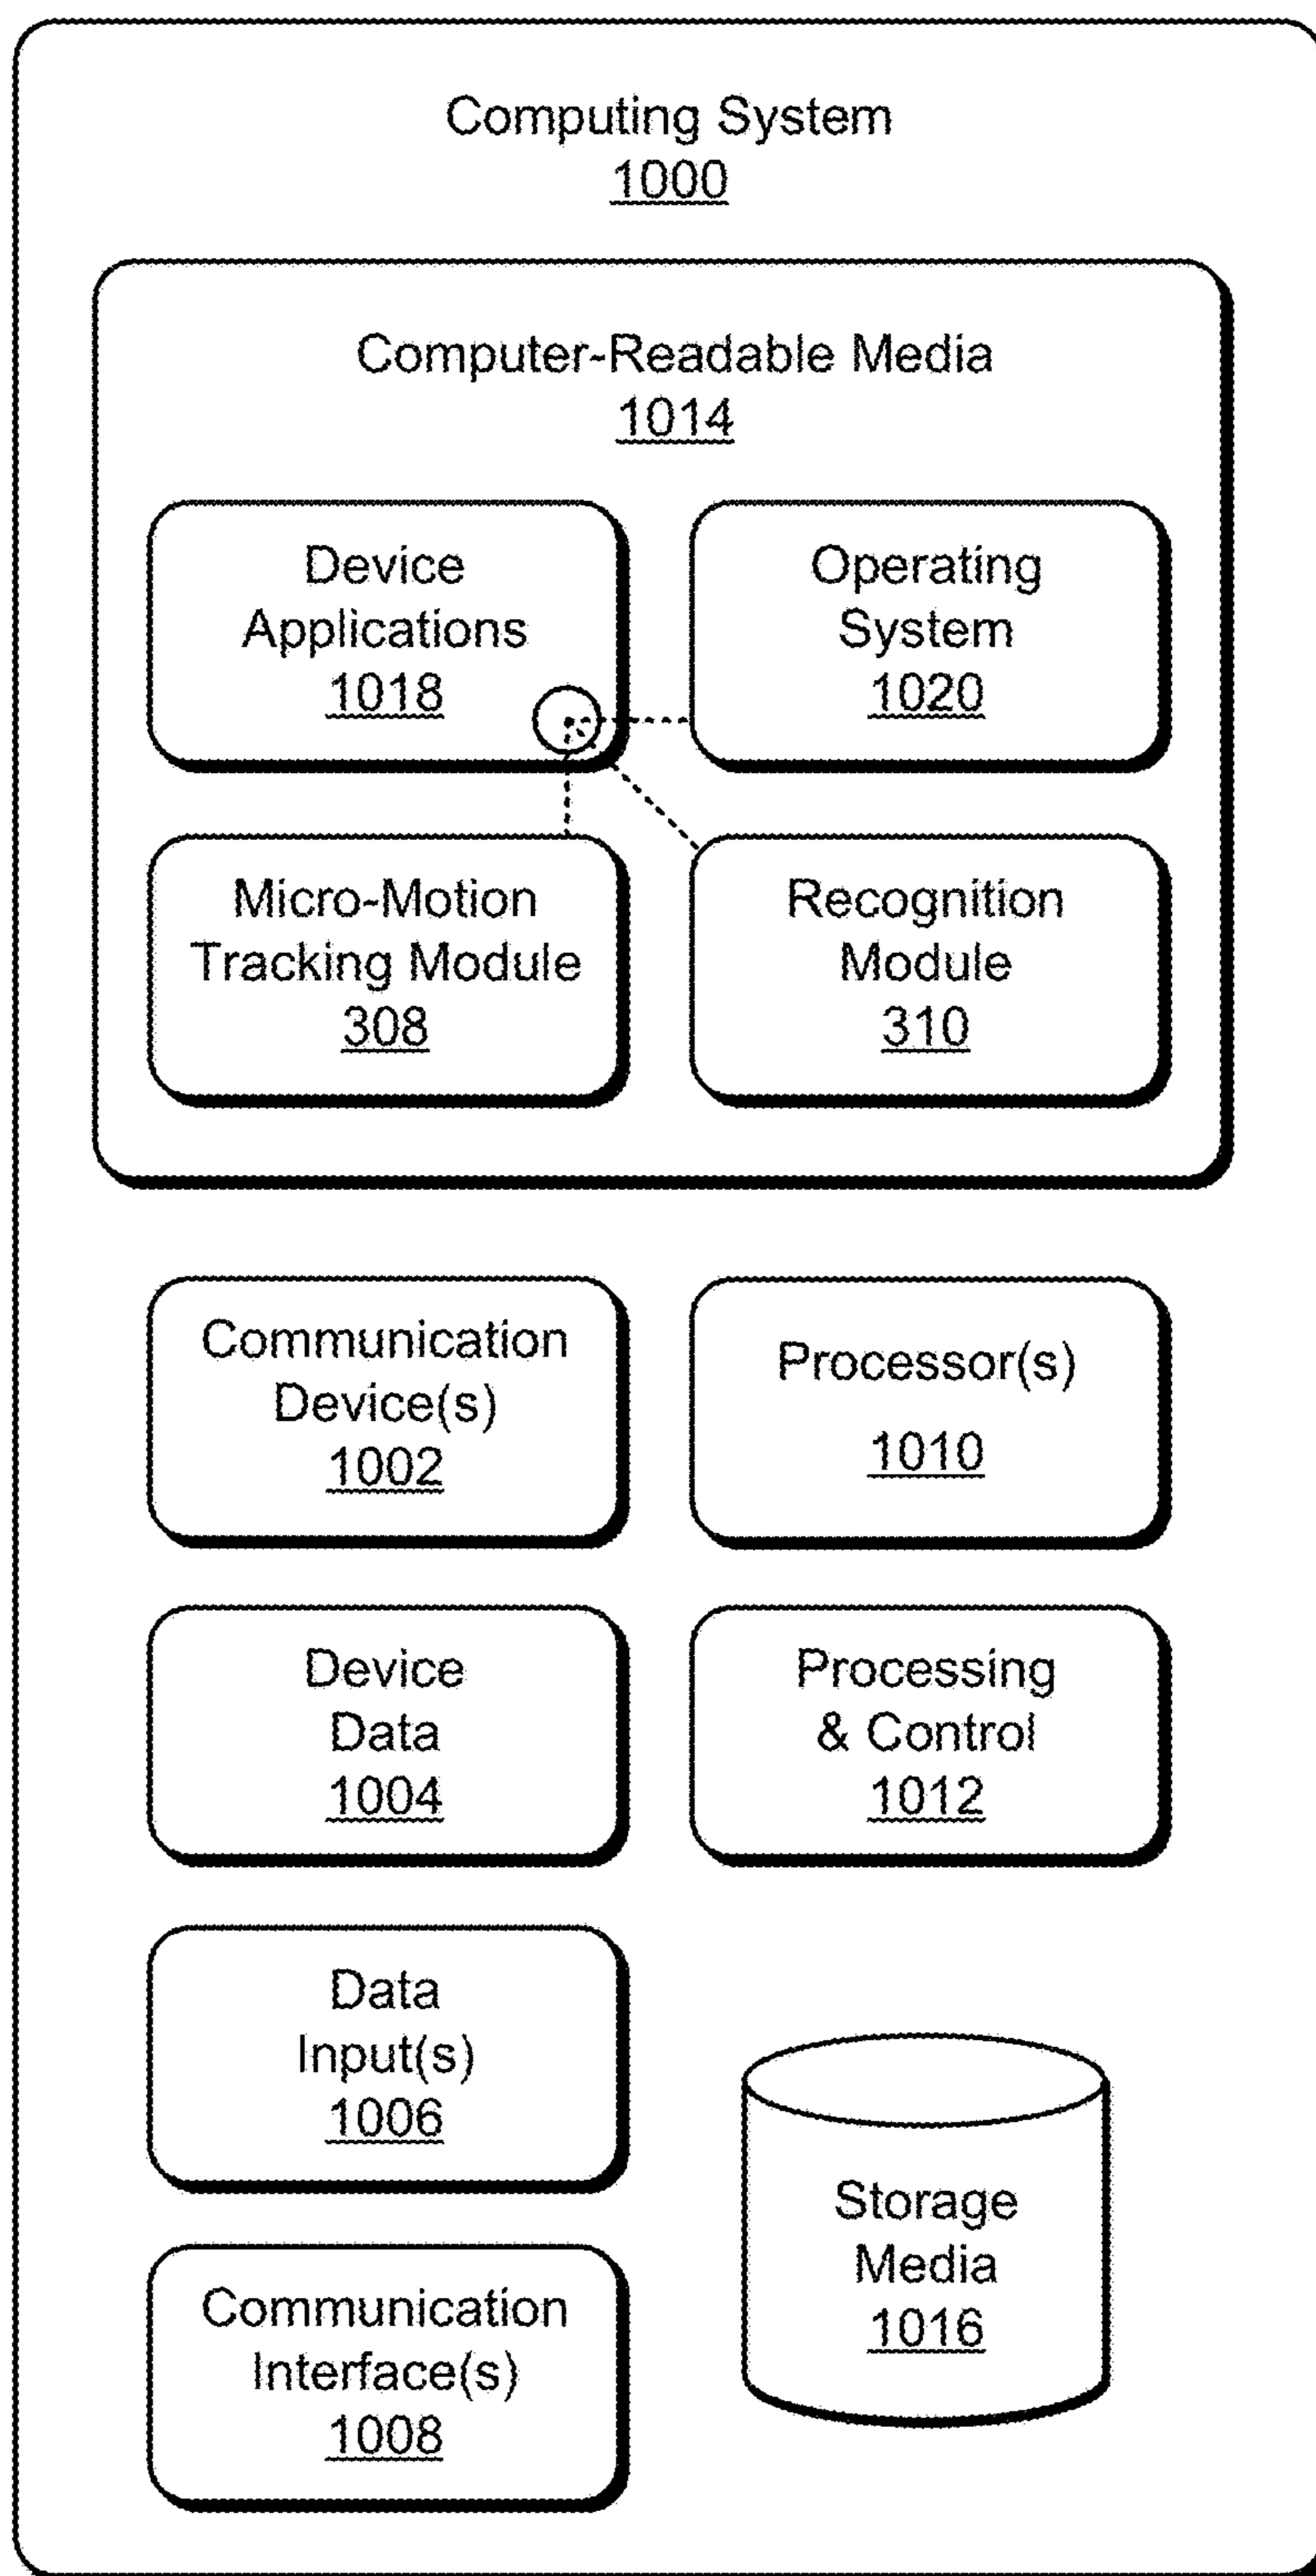 Computing System
1000
Computer-Readable Media
1014
Device
Applications
1018
Operating
System
1020
Micro-Motion
Tracking Module
308
Recognition
Module
310
Communication
Device(s)
1002
Processor(s)
1010
Device
Data
1004
Processing
& Control
1012
Data
Input(s)
1006
Storage
Media
1016
Communication
Interface(s)
1008